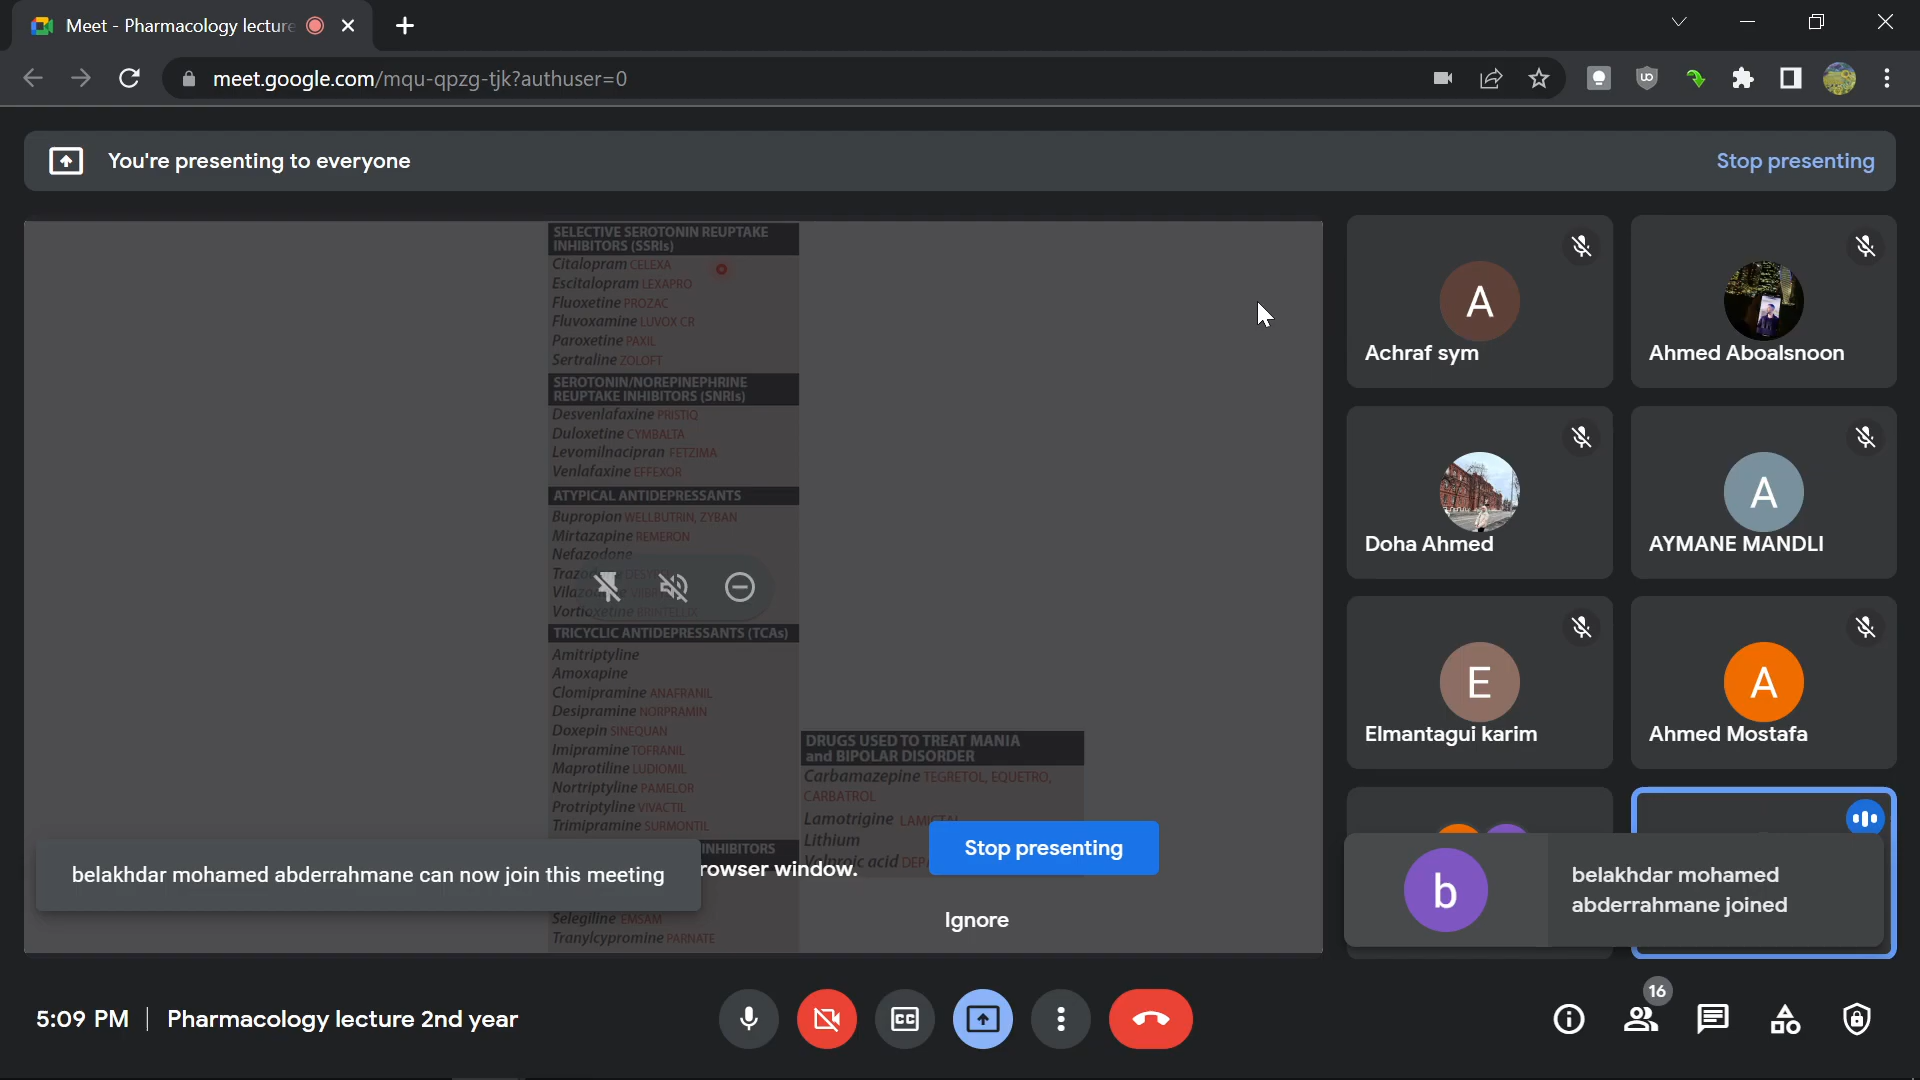 Meet - Pharmacology lecture
meet.google.com/mqu-qpzg-tjk?authuser=0
You're presenting to everyone
Stop presenting
SELECTIVE SEROTONIN REUPTAKE
INHIBITORS (SSRIs)
Citalopram CELEXA
Escitalopram LEXAPRO
Fluoxetine PROZAC
Fluvoxamine LUVOX CR
Paroxetine PAXIL
Sertraline ZOLOFT
SEROTONIN/NOREPINEPHRINE
REUPTAKE INHIBITORS (SNRIs)
Desvenlafaxine PRISTIQ
Duloxetine CYMBALTA
Levomilnacipran FETZIMA
Venlafaxine EFFEXOR
ATYPICAL ANTIDEPRESSANTS
Bupropion WELLBUTRIN, ZYBAN
Mirtazapine REMERON
Nefazodone
TRICYCLIC ANTIDEPRESSANTS (TCAs)
Amitriptyline
Amoxapine
Clomipramine ANAFRANIL
Desipramine NORPRAMIN
Doxepin SINEQUAN
Imipramine TOFRANIL
Maprotiline LUDIOMIL
Nortriptyline PAMELOR
Protriptyline VIVACTIL
Trimipramine SURMONTIL
INHIBITORS
Selegiline EMSAM
Tranylcypromine PARNATE
DRUGS USED TO TREAT MANIA
and BIPOLAR DISORDER
Carbamazepine TEGRETOL, EQUETRO,
CARBATROL
Lamotrigine
Lithium
Valproic acid
rowser window.
Stop presenting
Ignore
belakhdar mohamed abderrahmane can now join this meeting
A
Achraf sym
Ahmed Aboalsnoon
Doha Ahmed
A
AYMANE MANDLI
E
Elmantagui karim
A
Ahmed Mostafa
b
belakhdar mohamed
abderrahmane joined
5:09 PM
Pharmacology lecture 2nd year
CC
16